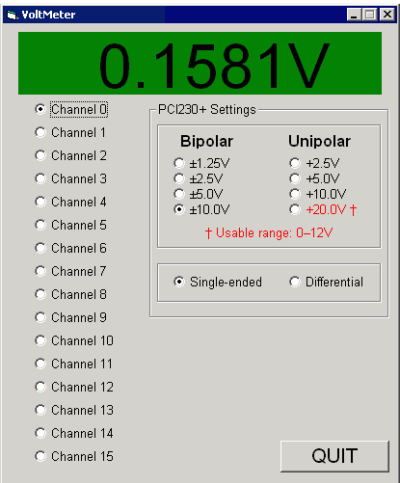 VoltMeter
0.1581V
Channel 0
Channel 1
Channel 2
Channel 3
Channel 4
Channel 5
Channel 6
Channel 7
Channel 8
Channel 9
Channel 10
Channel 11
Channel 12
Channel 13
Channel 14
Channel 15
PCI230+ Settings
Bipolar
±1.25V
±2.5V
±5.0V
±10.0V
Unipolar
+2.5V
+5.0V
+10.0V
+20.0V †
† Usable range: 0–12V
Single-ended Differential
QUIT